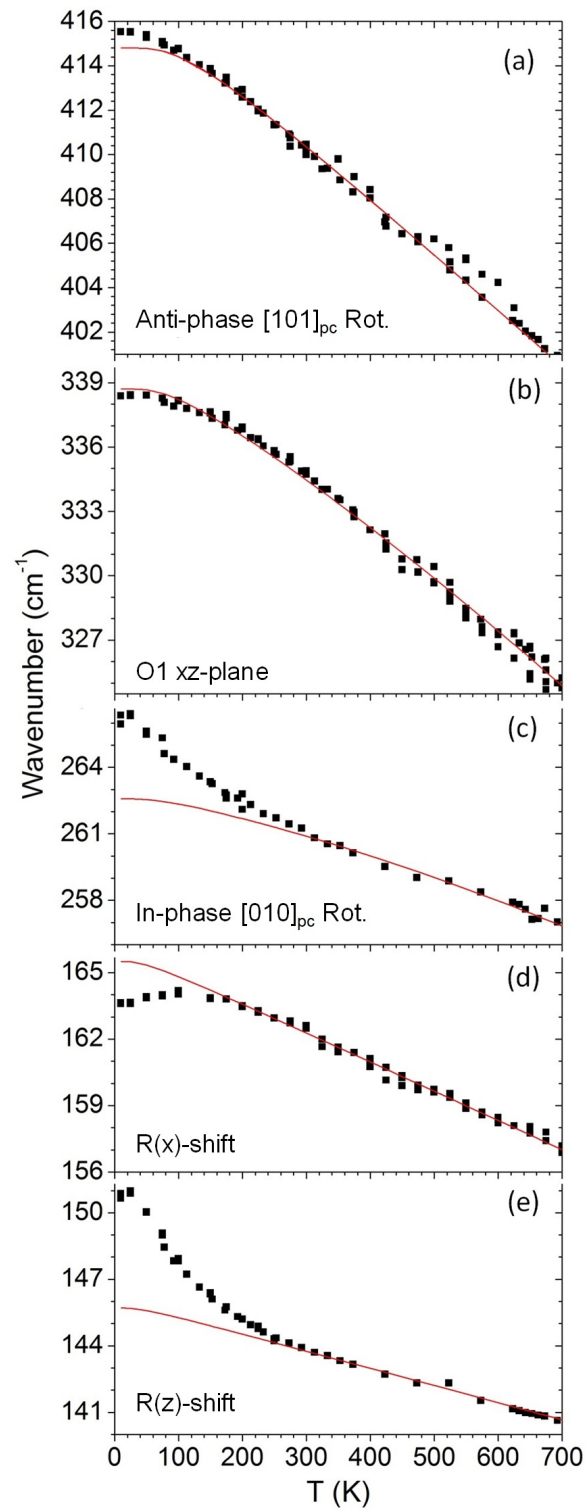 416
(a)
414
412
410
408
406
404
402
Anti-phase [101]pc Rot.
339
(b)
336
333
330
327
O1 xz-plane
Wavenumber (cm-1)
(c)
264
261
258
In-phase [010]pc Rot.
165
(d)
162
159
156
R(x)-shift
150
(e)
147
144
141
R(z)-shift
0 100 200 300 400 500 600 700
T (K)